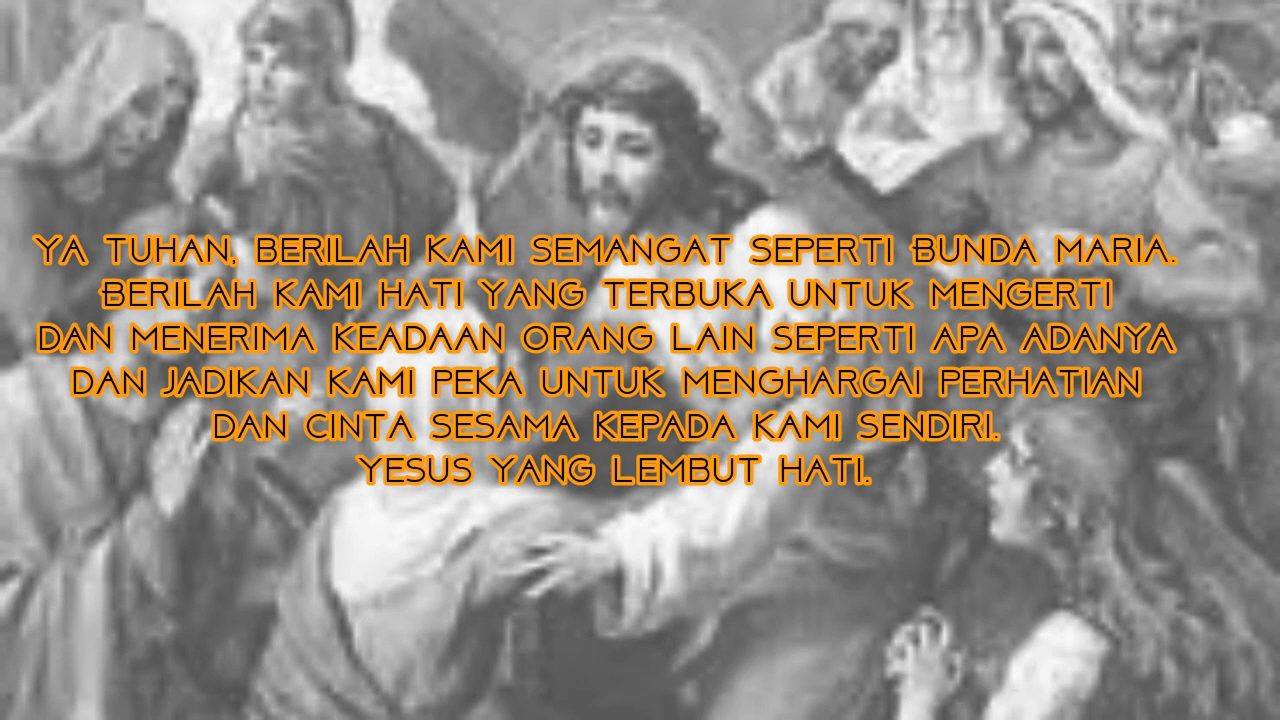 YA TUHAN, BERILAH KAMI SEMANGAT SEPERTI BUNDA MARIA.
BERILAH KAMI HATI YANG TERBUKA UNTUK MENGERTI
DAN MENERIMA KEADAAN ORANG LAIN SEPERTI APA ADANYA
DAN JADIKAN KAMI PEKA UNTUK MENGHARGAI PERHATIAN
DAN CINTA SESAMA KEPADA KAMI SENDIRI.
YESUS YANG LEMBUT HATI.